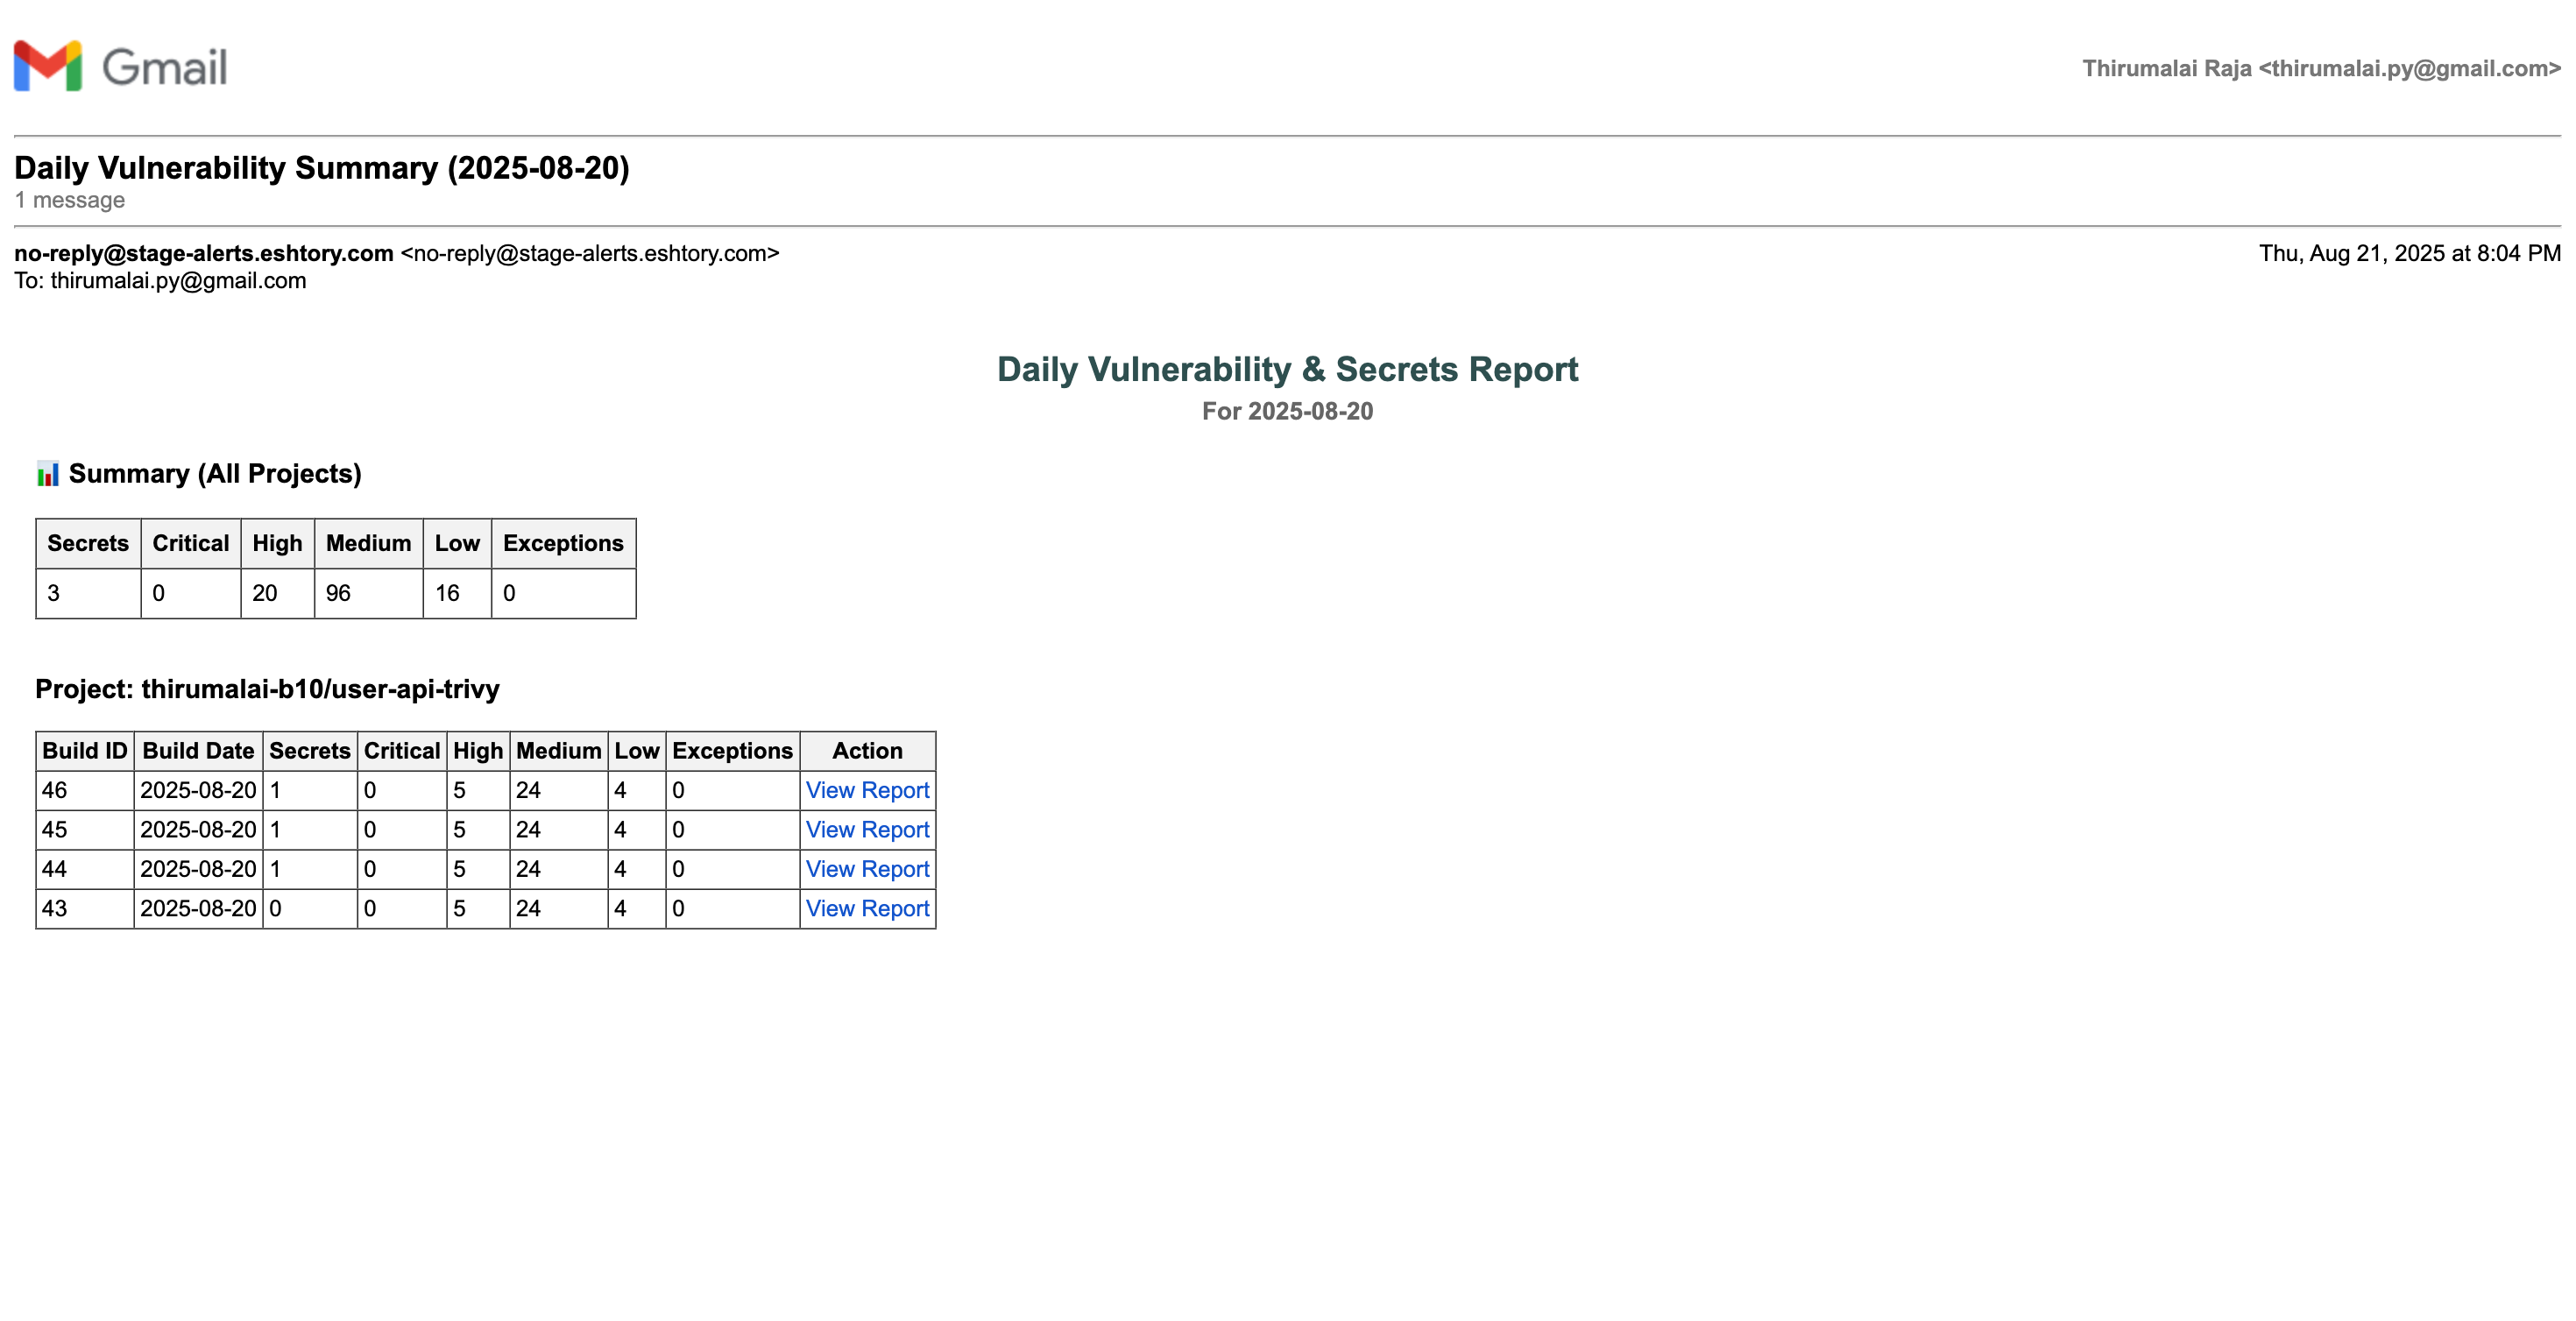 Gmail
Thirumalai Raja <thirumalai.py@gmail.com>
Daily Vulnerability Summary (2025-08-20)
1 message
no-reply@stage-alerts.eshtory.com <no-reply@stage-alerts.eshtory.com>
Thu, Aug 21, 2025 at 8:04 PM
To: thirumalai.py@gmail.com
Daily Vulnerability & Secrets Report
For 2025-08-20
Summary (All Projects)
Secrets Critical High Medium Low Exceptions
3 0 20 96 16 0
Project: thirumalai-b10/user-api-trivy
Build ID Build Date Secrets Critical High Medium Low Exceptions Action
46 2025-08-20 1 0 5 24 4 0 View Report
45 2025-08-20 1 0 5 24 4 0 View Report
44 2025-08-20 1 0 5 24 4 0 View Report
43 2025-08-20 0 0 5 24 4 0 View Report